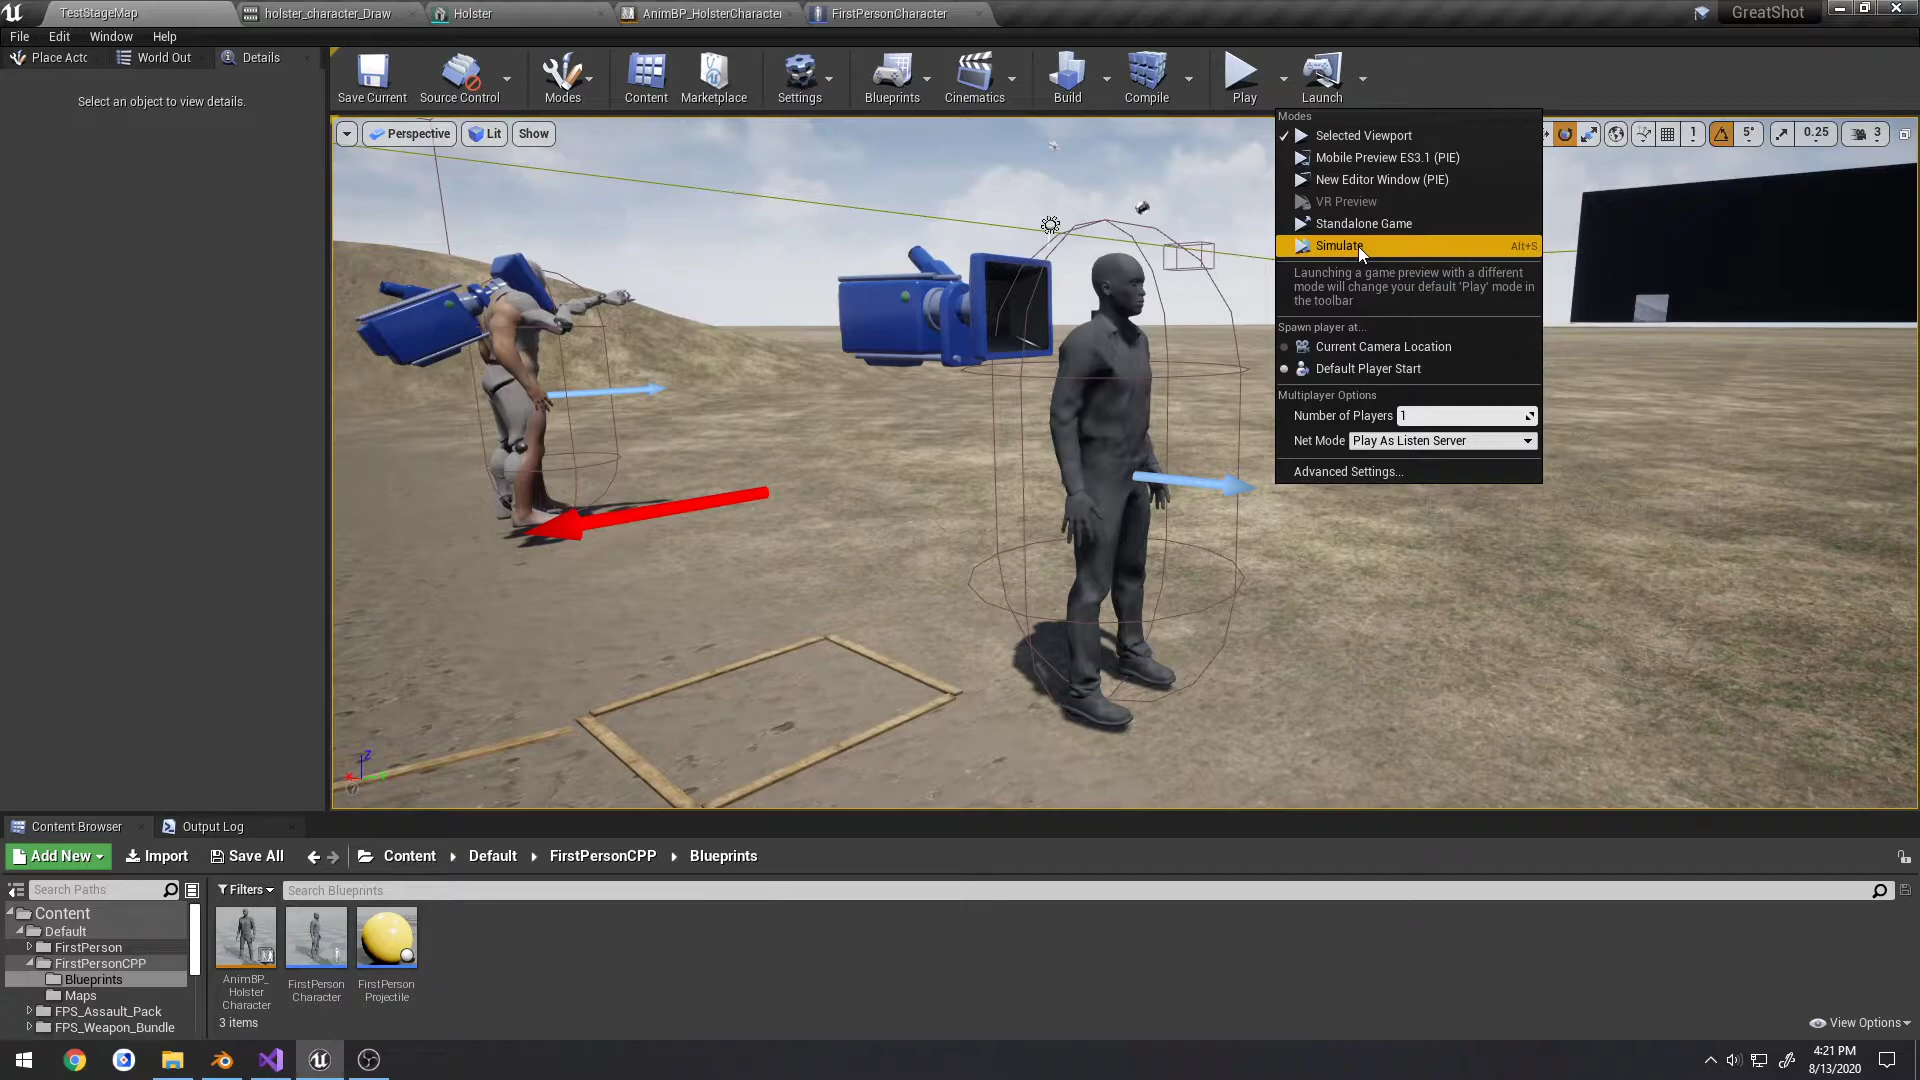 TestStageMap
holster_character_Draw
Holster
AnimBP_HolsterCharacter
FirstPersonCharacter
GreatShot
File
Edit
Window
Help
Place Acto
World Out
Details
Select an object to view details.
Save Current
Source Control
Modes
Content
Marketplace
Settings
Blueprints
Cinematics
Build
Compile
Play
Launch
Perspective
Lit
Show
1
5°
0.25
3
Modes
Selected Viewport
Mobile Preview ES3.1 (PIE)
New Editor Window (PIE)
VR Preview
Standalone Game
Simulate
Alt+S
Launching a game preview with a different
mode will change your default 'Play' mode in
the toolbar
Spawn player at...
Current Camera Location
Default Player Start
Multiplayer Options
Number of Players
1
Net Mode
Play As Listen Server
Advanced Settings...
Content Browser
Output Log
Add New
Import
Save All
Content
Default
FirstPersonCPP
Blueprints
Search Paths
Filters
Search Blueprints
Content
Default
FirstPerson
FirstPersonCPP
Blueprints
Maps
FPS_Assault_Pack
FPS_Weapon_Bundle
AnimBP_
Holster
Character
FirstPerson
Character
FirstPerson
Projectile
3 items
View Options
4:21 PM
8/13/2020